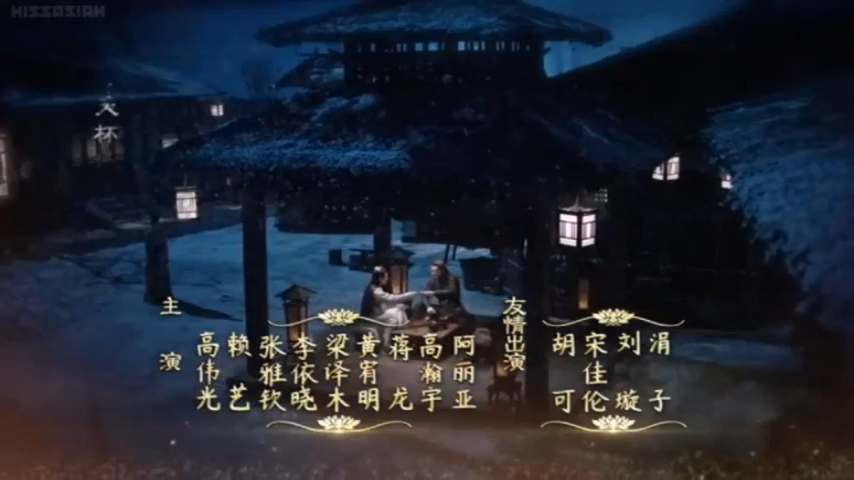 KISSASIAN
杯
主演
高伟光
赖艺
张雅钦
李依晓
梁泽木
黄宥明
蒋龙
高瀚宇
阿丽亚
友情出演
胡可
宋佳伦
刘璇
涓子